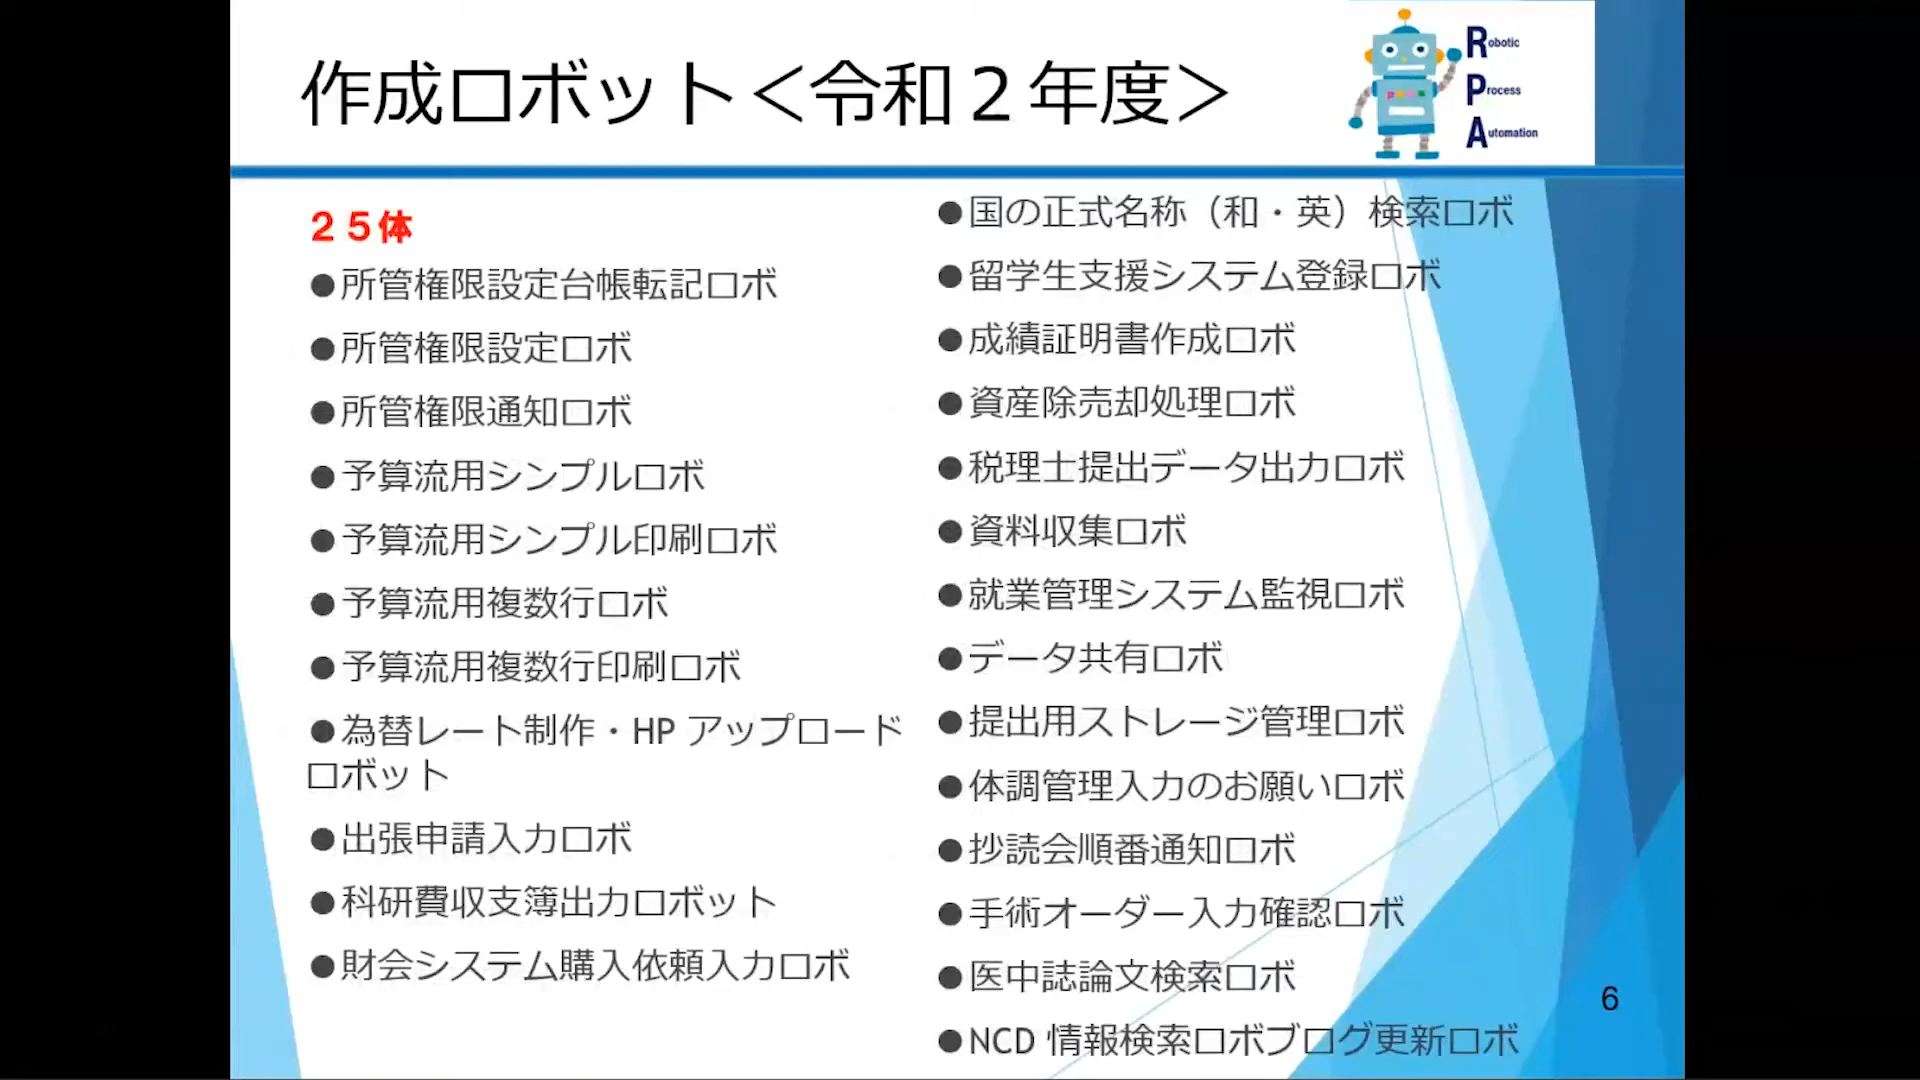 作成ロボット＜令和２年度＞
Robotic
Process
Automation
２５体
●所管権限設定台帳転記ロボ
●所管権限設定ロボ
●所管権限通知ロボ
●予算流用シンプルロボ
●予算流用シンプル印刷ロボ
●予算流用複数行ロボ
●予算流用複数行印刷ロボ
●為替レート制作・HP アップロード
ロボット
●出張申請入力ロボ
●科研費収支簿出力ロボット
●財会システム購入依頼入力ロボ
●国の正式名称（和・英）検索ロボ
●留学生支援システム登録ロボ
●成績証明書作成ロボ
●資産除売却処理ロボ
●税理士提出データ出力ロボ
●資料収集ロボ
●就業管理システム監視ロボ
●データ共有ロボ
●提出用ストレージ管理ロボ
●体調管理入力のお願いロボ
●抄読会順番通知ロボ
●手術オーダー入力確認ロボ
●医中誌論文検索ロボ
●NCD 情報検索ロボブログ更新ロボ
6